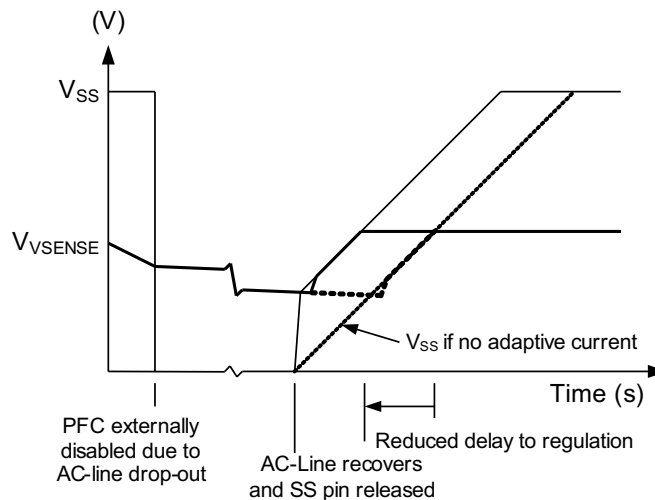 (V)
VSS
VVSENSE
VSS if no adaptive current
Time (s)
PFC externally
disabled due to
AC-line drop-out
AC-Line recovers
and SS pin released
Reduced delay to regulation